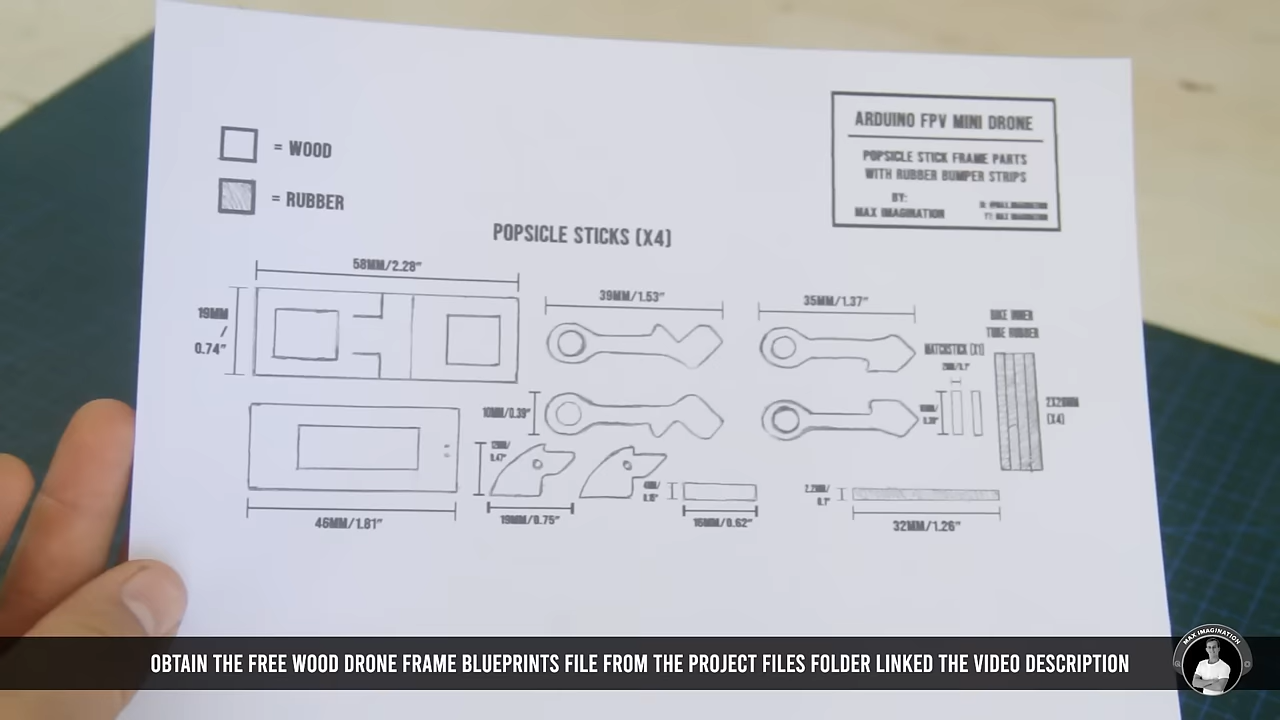 = WOOD
= RUBBER
ARDUINO FPV MINI DRONE
POPSICLE STICK FRAME PARTS
WITH RUBBER BUMPER STRIPS
BY:
MAX IMAGINATION
POPSICLE STICKS (X4)
58MM/2.28"
19MM
/
0.74"
39MM/1.53"
35MM/1.37"
BIKE INNER
TUBE RUBBER
MATCHSTICK (X1)
10MM/0.39"
12MM/
0.47"
(X4)
46MM/1.81"
19MM/0.75"
32MM/1.26"
OBTAIN THE FREE WOOD DRONE FRAME BLUEPRINTS FILE FROM THE PROJECT FILES FOLDER LINKED THE VIDEO DESCRIPTION
MAX IMAGINATION